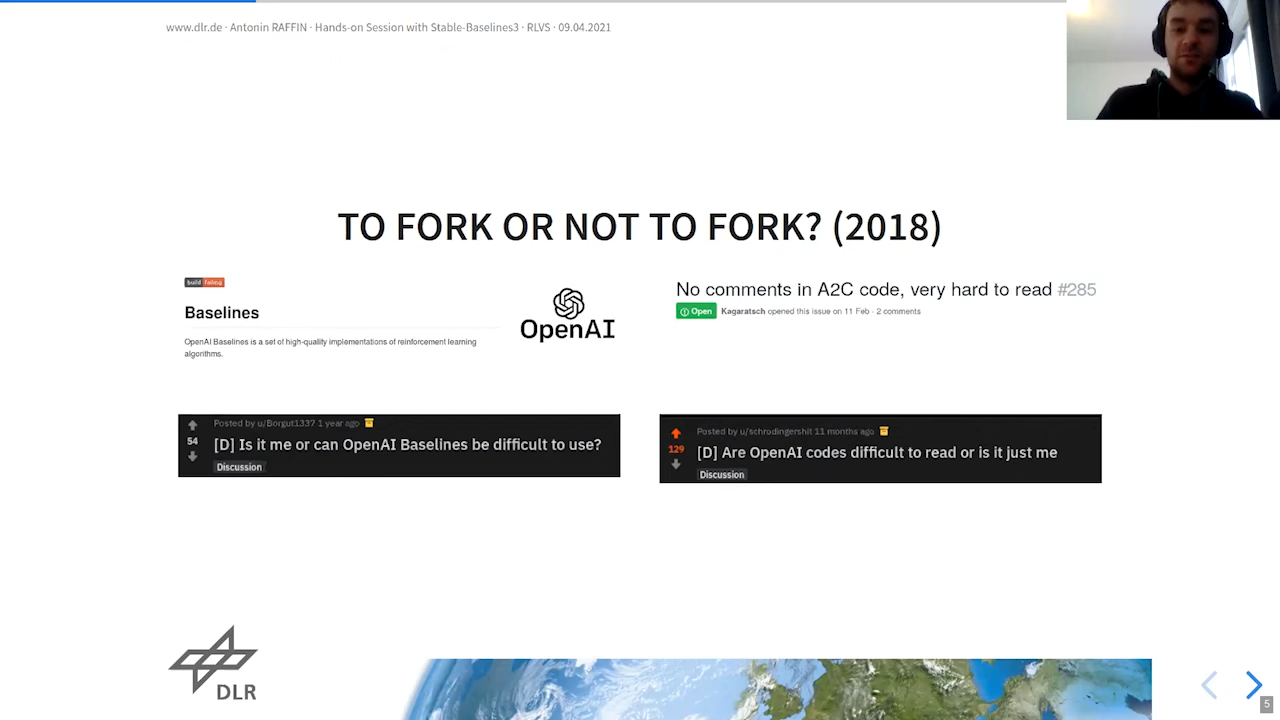 www.dlr.de · Antonin RAFFIN · Hands-on Session with Stable-Baselines3 · RLVS · 09.04.2021
TO FORK OR NOT TO FORK? (2018)
build failing
Baselines
OpenAI Baselines is a set of high-quality implementations of reinforcement learning
algorithms.
OpenAI
No comments in A2C code, very hard to read #285
Open Kagaratsch opened this issue on 11 Feb · 2 comments
Posted by u/Borgut1337 1 year ago
54
[D] Is it me or can OpenAI Baselines be difficult to use?
Discussion
Posted by u/schrodingershit 11 months ago
129
[D] Are OpenAI codes difficult to read or is it just me
Discussion
DLR
5